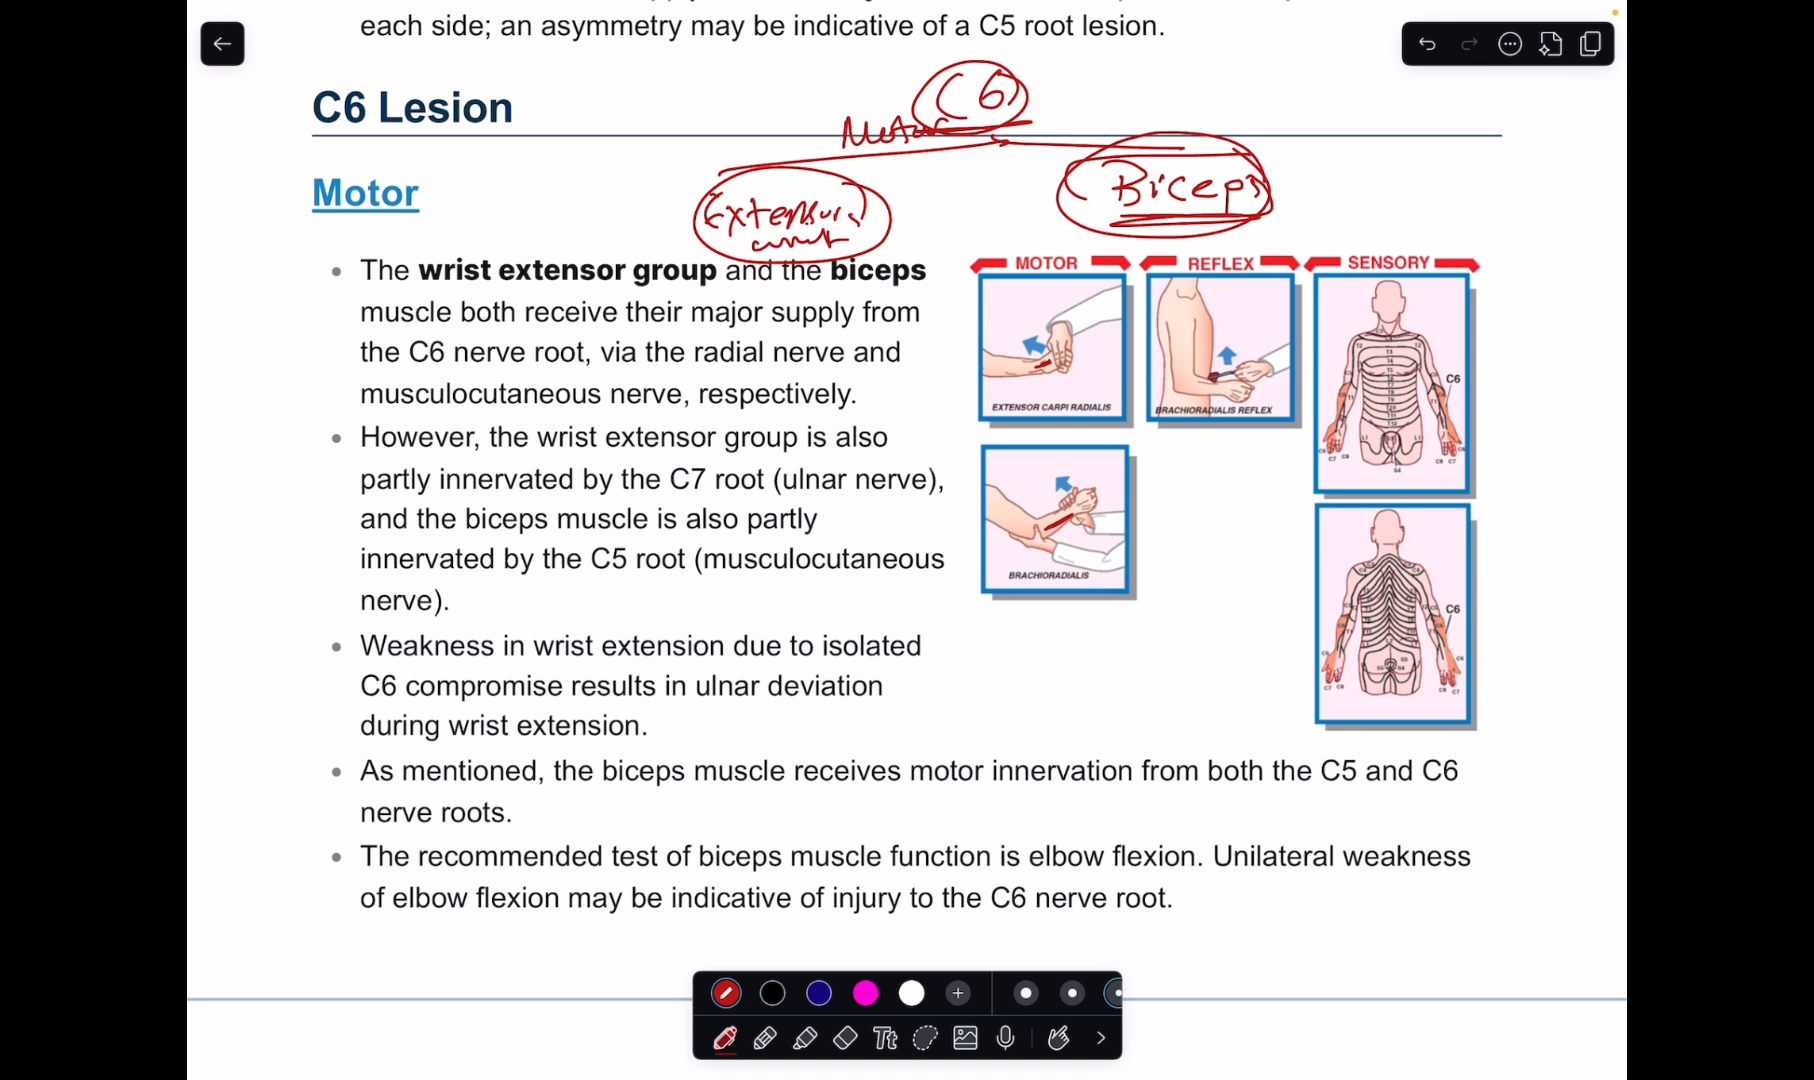 each side; an asymmetry may be indicative of a C5 root lesion.
C6 Lesion
C6
Motor
Motor
Extensors
Biceps
The wrist extensor group and the biceps
muscle both receive their major supply from
the C6 nerve root, via the radial nerve and
musculocutaneous nerve, respectively.
However, the wrist extensor group is also
partly innervated by the C7 root (ulnar nerve),
and the biceps muscle is also partly
innervated by the C5 root (musculocutaneous
nerve).
Weakness in wrist extension due to isolated
C6 compromise results in ulnar deviation
during wrist extension.
As mentioned, the biceps muscle receives motor innervation from both the C5 and C6
nerve roots.
The recommended test of biceps muscle function is elbow flexion. Unilateral weakness
of elbow flexion may be indicative of injury to the C6 nerve root.
MOTOR
REFLEX
SENSORY
EXTENSOR CARPI RADIALIS
BRACHIORADIALIS REFLEX
C6
BRACHIORADIALIS
C6
Tt